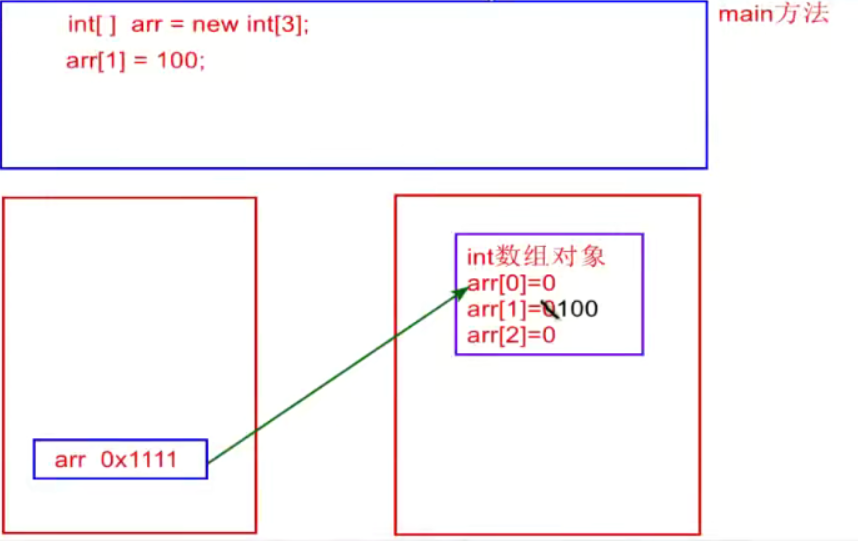 int[ ] arr = new int[3];
main方法
arr[1] = 100;
int数组对象
arr[0]=0
arr[1]=0100
arr[2]=0
arr 0x1111